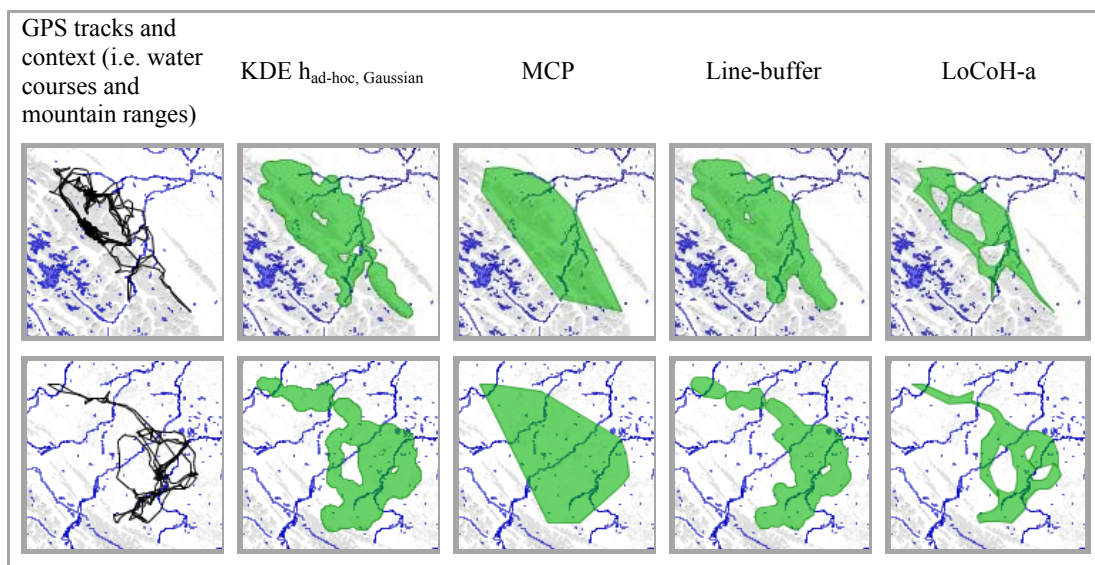 GPS tracks and
context (i.e. water
courses and
mountain ranges)
KDE had-hoc, Gaussian
MCP
Line-buffer
LoCoH-a